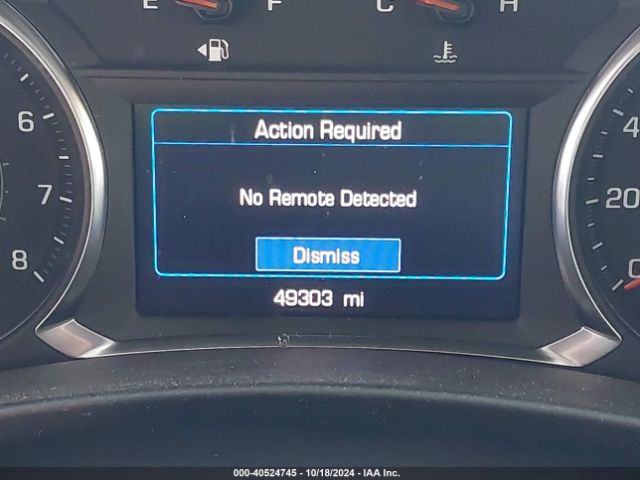 E F C H
6
7
8
Action Required
No Remote Detected
Dismiss
49303 mi
20
0
000-40524745 - 10/18/2024 - IAA Inc.